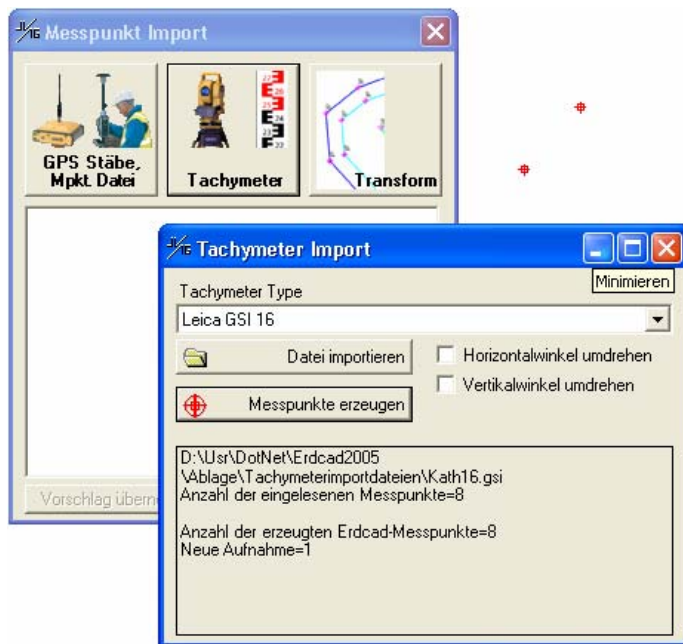 Messpunkt Import
GPS Stäbe,
Mpkt. Datei
Tachymeter
Transform
Tachymeter Import
Minimieren
Tachymeter Type
Leica GSI 16
Datei importieren
Horizontalwinkel umdrehen
Vertikalwinkel umdrehen
Messpunkte erzeugen
D:\Usr\DotNet\Erdcad2005
\Ablage\Tachymeterimportdateien\Kath16.gsi
Anzahl der eingelesenen Messpunkte=8
Anzahl der erzeugten Erdcad-Messpunkte=8
Neue Aufnahme=1
Vorschlag